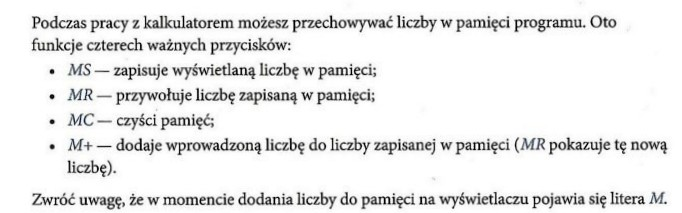 Podczas pracy z kalkulatorem możesz przechowywać liczby w pamięci programu. Oto
funkcje czterech ważnych przycisków:
• MS — zapisuje wyświetlaną liczbę w pamięci;
• MR — przywołuje liczbę zapisaną w pamięci;
• MC — czyści pamięć;
• M+ — dodaje wprowadzoną liczbę do liczby zapisanej w pamięci (MR pokazuje tę nową
liczbę).
Zwróć uwagę, że w momencie dodania liczby do pamięci na wyświetlaczu pojawia się litera M.